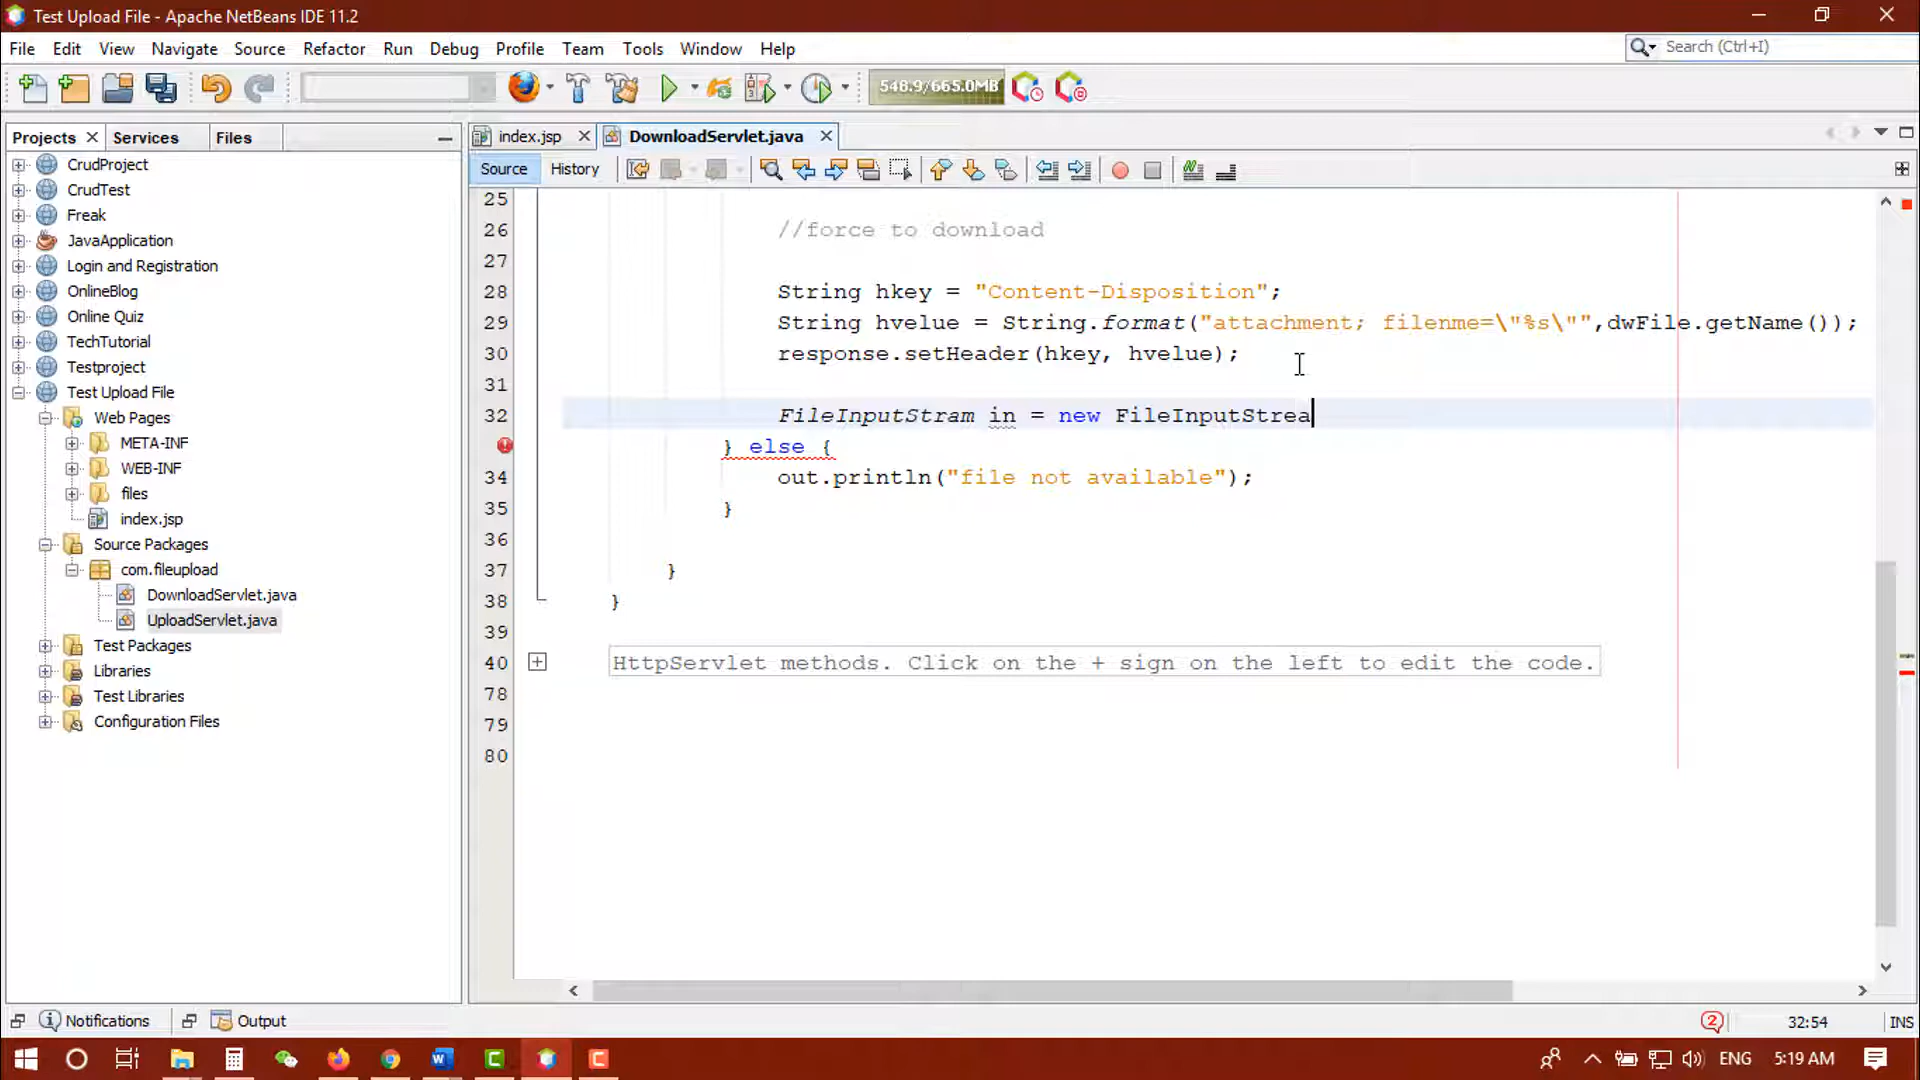 Test Upload File - Apache NetBeans IDE 11.2
File Edit View Navigate Source Refactor Run Debug Profile Team Tools Window Help
Search (Ctrl+I)
548.9/665.0MB
Projects Services Files
index.jsp DownloadServlet.java
Source History
CrudProject
CrudTest
Freak
JavaApplication
Login and Registration
OnlineBlog
Online Quiz
TechTutorial
Testproject
Test Upload File
Web Pages
META-INF
WEB-INF
files
index.jsp
Source Packages
com.fileupload
DownloadServlet.java
UploadServlet.java
Test Packages
Libraries
Test Libraries
Configuration Files
25
26 //force to download
27
28 String hkey = "Content-Disposition";
29 String hvelue = String.format("attachment; filenme=\"%s\"",dwFile.getName());
30 response.setHeader(hkey, hvelue);
31
32 FileInputStram in = new FileInputStrea
} else {
34 out.println("file not available");
35 }
36
37 }
38 }
39
40 HttpServlet methods. Click on the + sign on the left to edit the code.
78
79
80
Notifications Output
2 32:54 INS
ENG 5:19 AM